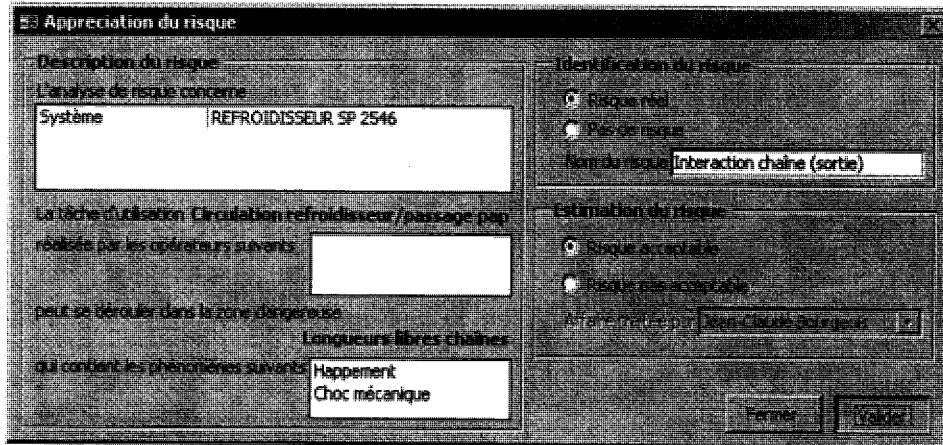 Appreciation du risque
Description du risque
L'analyse de risque concerne
Système REFROIDISSEUR SP 2546
La tâche d'utilisation Circulation refroidisseur/passage pap
réalisée par les opérateurs suivants
peut se dérouler dans la zone dangereuse
Longueurs libres chaînes
qui contient les phénomènes suivants
Happement
Choc mécanique
Identification du risque
Risque réel
Pas de risque
Nom du risque Interaction chaîne (sortie)
Estimation du risque
Risque acceptable
Risque pas acceptable
Affaire traitée par Jean-Claude Bourgeois
Fermer Valider